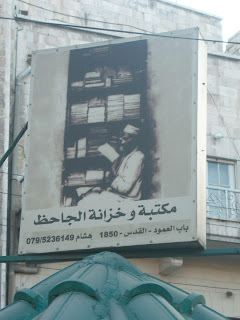 مكتبة و خزانة الجاحظ
باب العمود - القدس - 1850 هشام 079/5236149